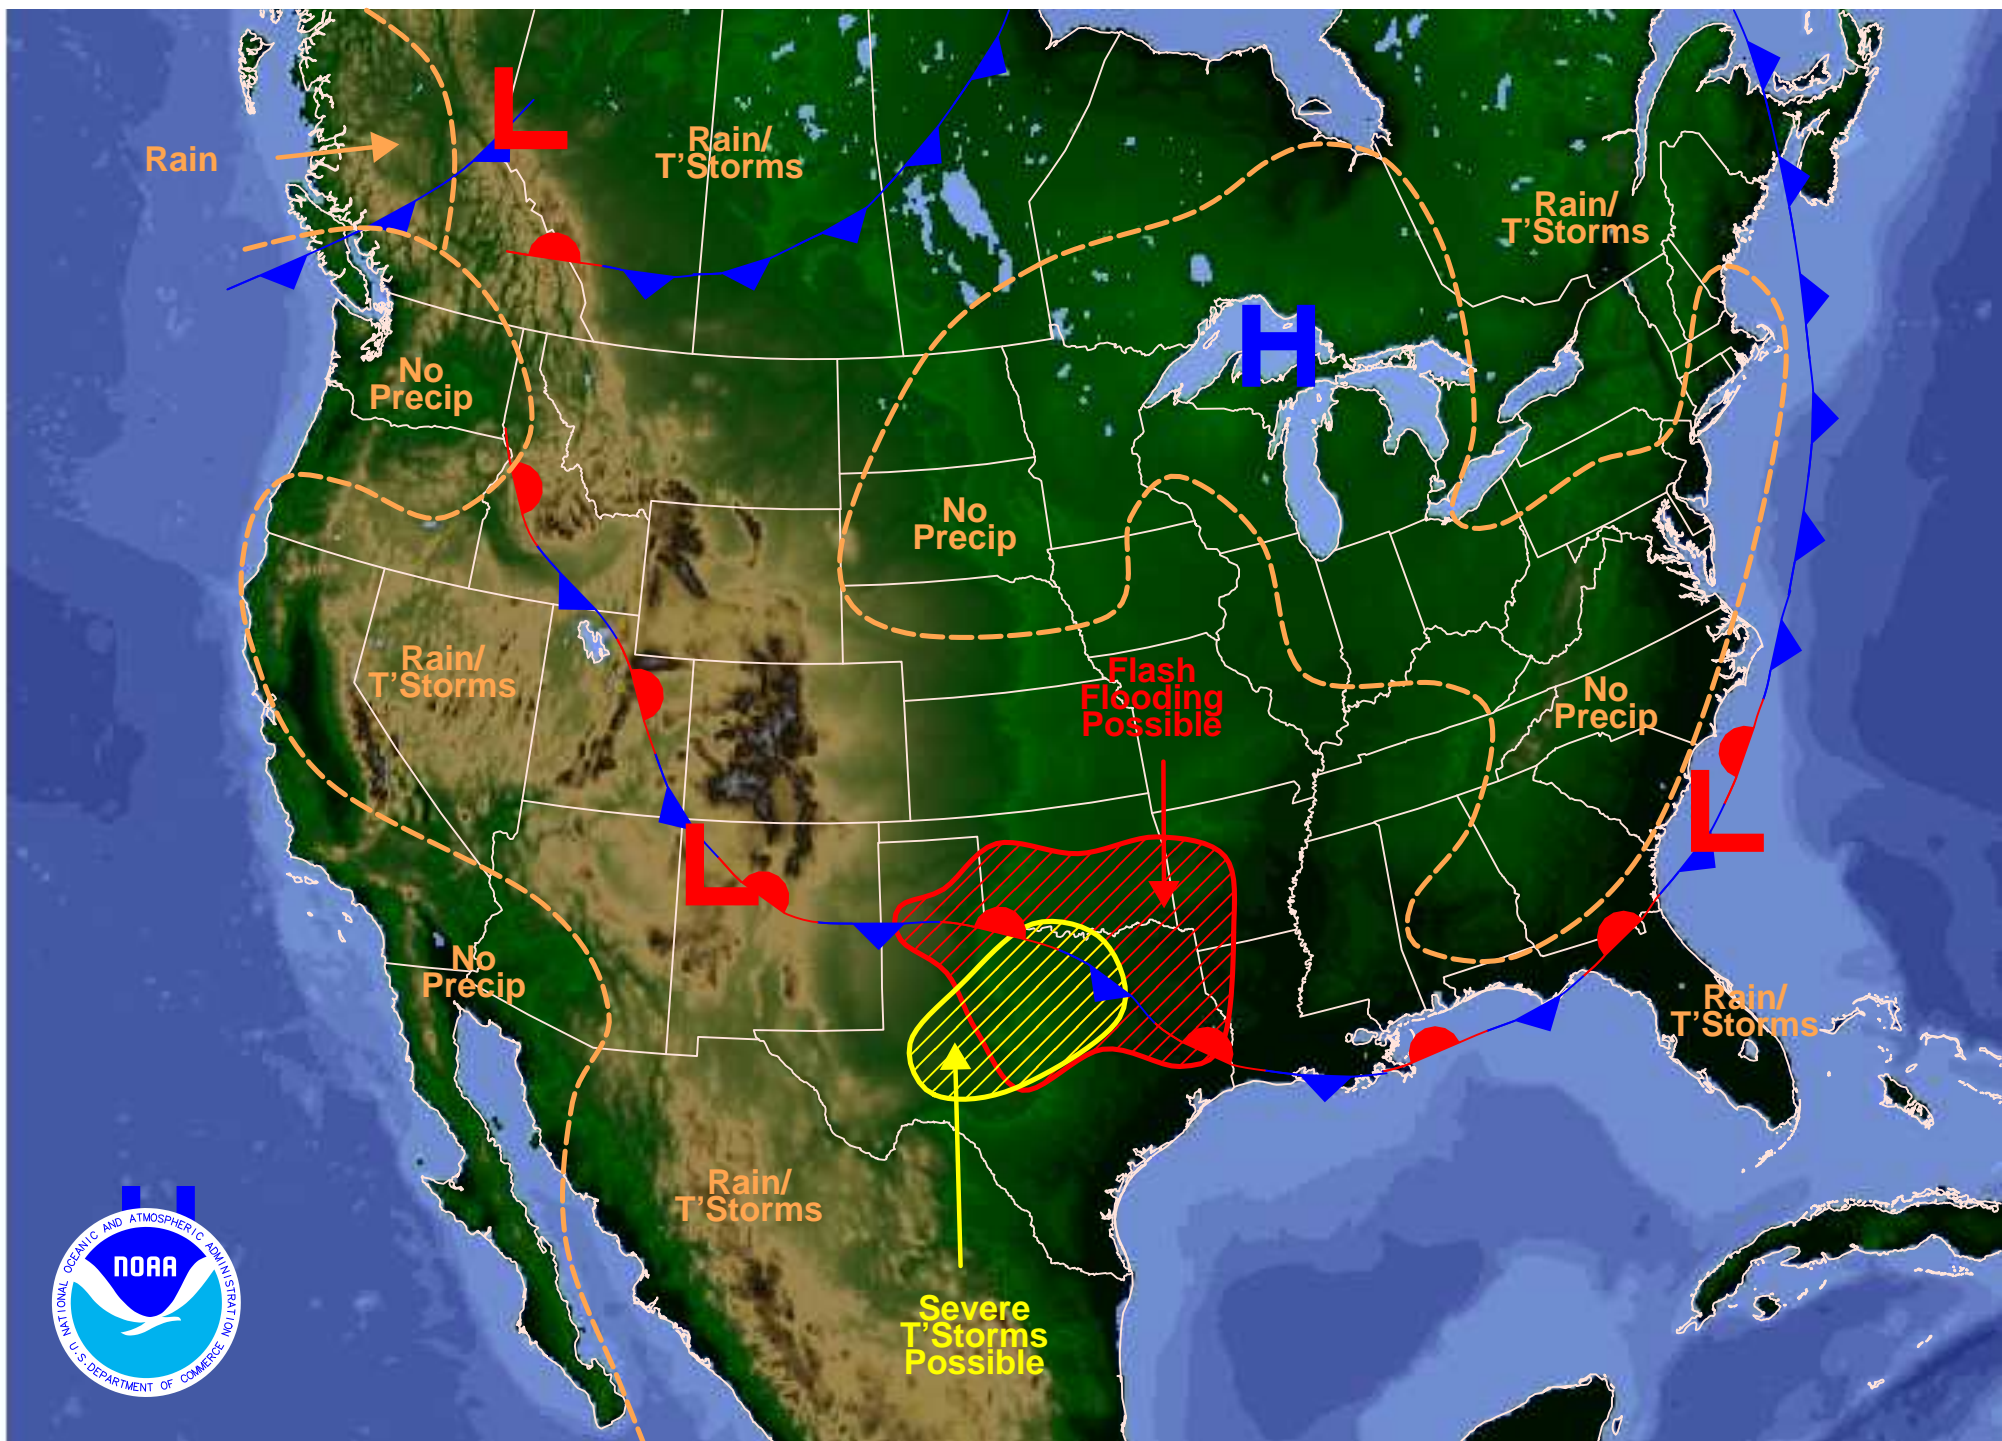 L
Rain
Rain/
T'Storms
Rain/
T'Storms
H
No
Precip
No
Precip
Rain/
T'Storms
Flash
Flooding
Possible
No
Precip
L
L
No
Precip
Rain/
T'Storms
Rain/
T'Storms
Severe
T'Storms
Possible
NATIONAL OCEANIC AND ATMOSPHERIC ADMINISTRATION
NOAA
U.S. DEPARTMENT OF COMMERCE